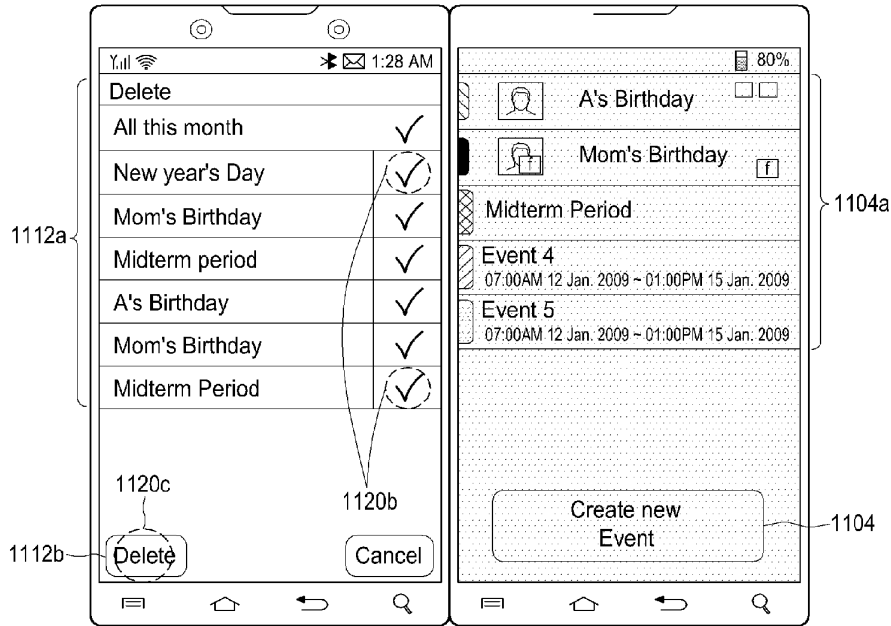 1:28 AM
Delete
All this month
New year's Day
Mom's Birthday
Midterm period
A's Birthday
Mom's Birthday
Midterm Period
Delete
Cancel
1112a
1120c
1120b
1112b
80%
A's Birthday
f
Mom's Birthday
f
Midterm Period
Event 4
07:00AM 12 Jan. 2009 ~ 01:00PM 15 Jan. 2009
Event 5
07:00AM 12 Jan. 2009 ~ 01:00PM 15 Jan. 2009
Create new
Event
1104a
1104